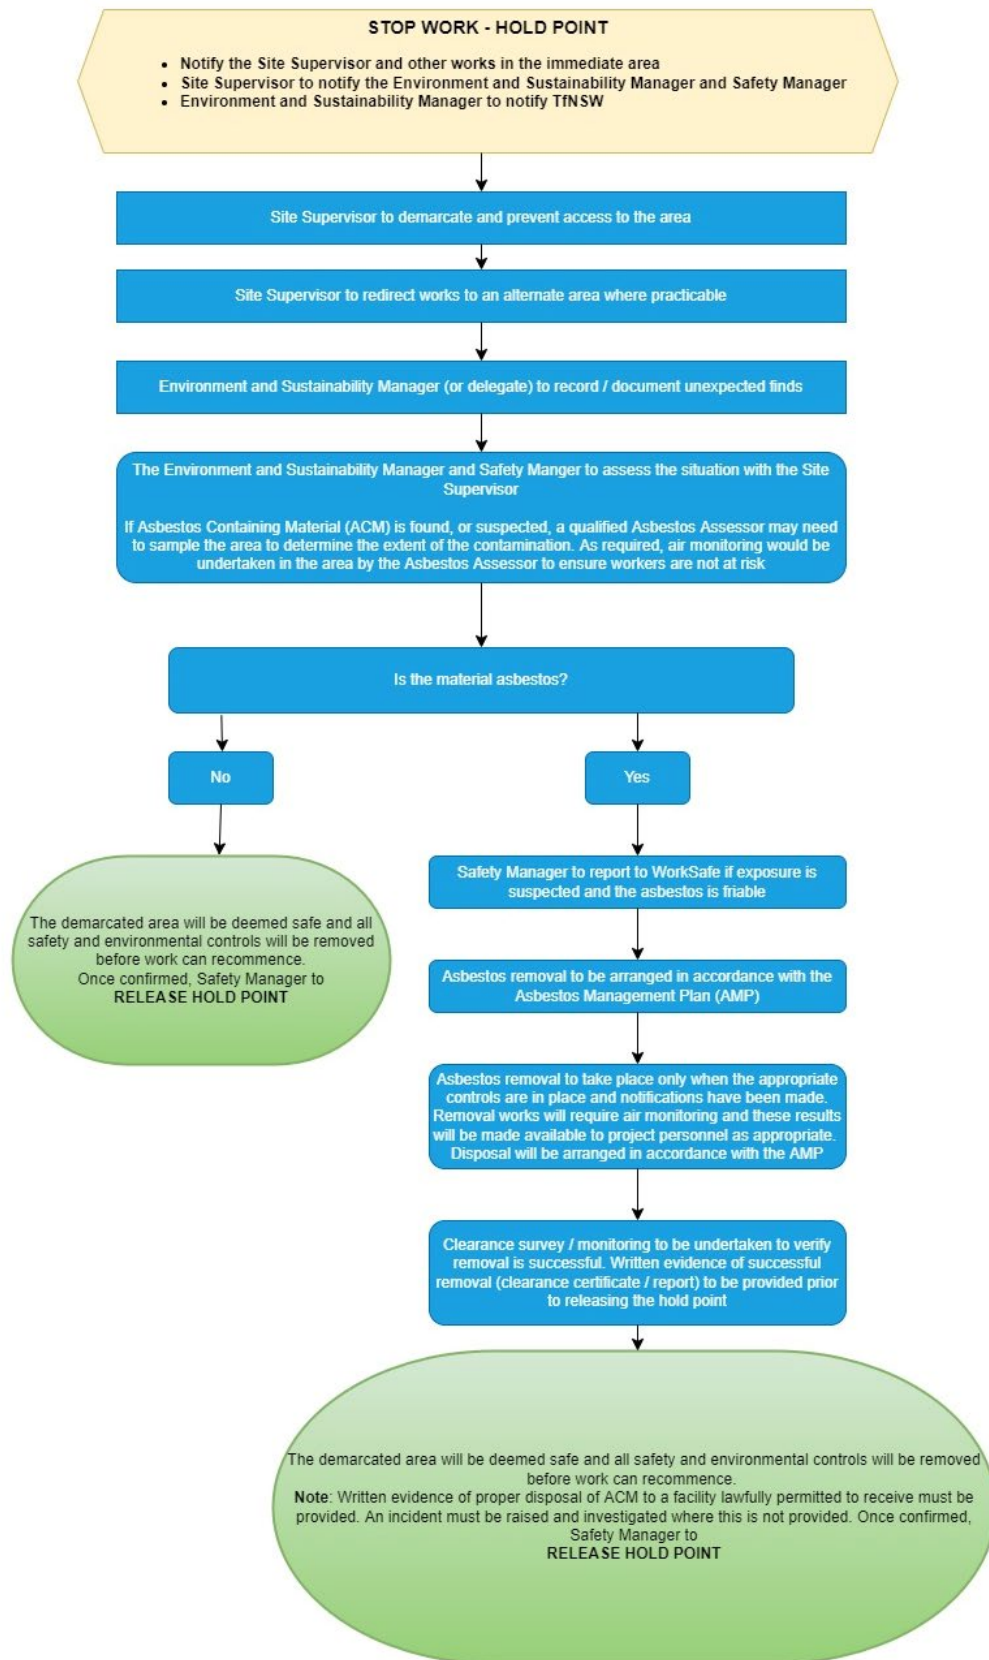 STOP WORK - HOLD POINT
• Notify the Site Supervisor and other works in the immediate area
• Site Supervisor to notify the Environment and Sustainability Manager and Safety Manager
• Environment and Sustainability Manager to notify TfNSW
Site Supervisor to demarcate and prevent access to the area
Site Supervisor to redirect works to an alternate area where practicable
Environment and Sustainability Manager (or delegate) to record / document unexpected finds
The Environment and Sustainability Manager and Safety Manger to assess the situation with the Site
Supervisor
If Asbestos Containing Material (ACM) is found, or suspected, a qualified Asbestos Assessor may need
to sample the area to determine the extent of the contamination. As required, air monitoring would be
undertaken in the area by the Asbestos Assessor to ensure workers are not at risk
Is the material asbestos?
No
The demarcated area will be deemed safe and all
safety and environmental controls will be removed
before work can recommence.
Once confirmed, Safety Manager to
RELEASE HOLD POINT
Yes
Safety Manager to report to WorkSafe if exposure is
suspected and the asbestos is friable
Asbestos removal to be arranged in accordance with the
Asbestos Management Plan (AMP)
Asbestos removal to take place only when the appropriate
controls are in place and notifications have been made.
Removal works will require air monitoring and these results
will be made available to project personnel as appropriate.
Disposal will be arranged in accordance with the AMP
Clearance survey / monitoring to be undertaken to verify
removal is successful. Written evidence of successful
removal (clearance certificate / report) to be provided prior
to releasing the hold point
The demarcated area will be deemed safe and all safety and environmental controls will be removed
before work can recommence.
Note: Written evidence of proper disposal of ACM to a facility lawfully permitted to receive must be
provided. An incident must be raised and investigated where this is not provided. Once confirmed,
Safety Manager to
RELEASE HOLD POINT